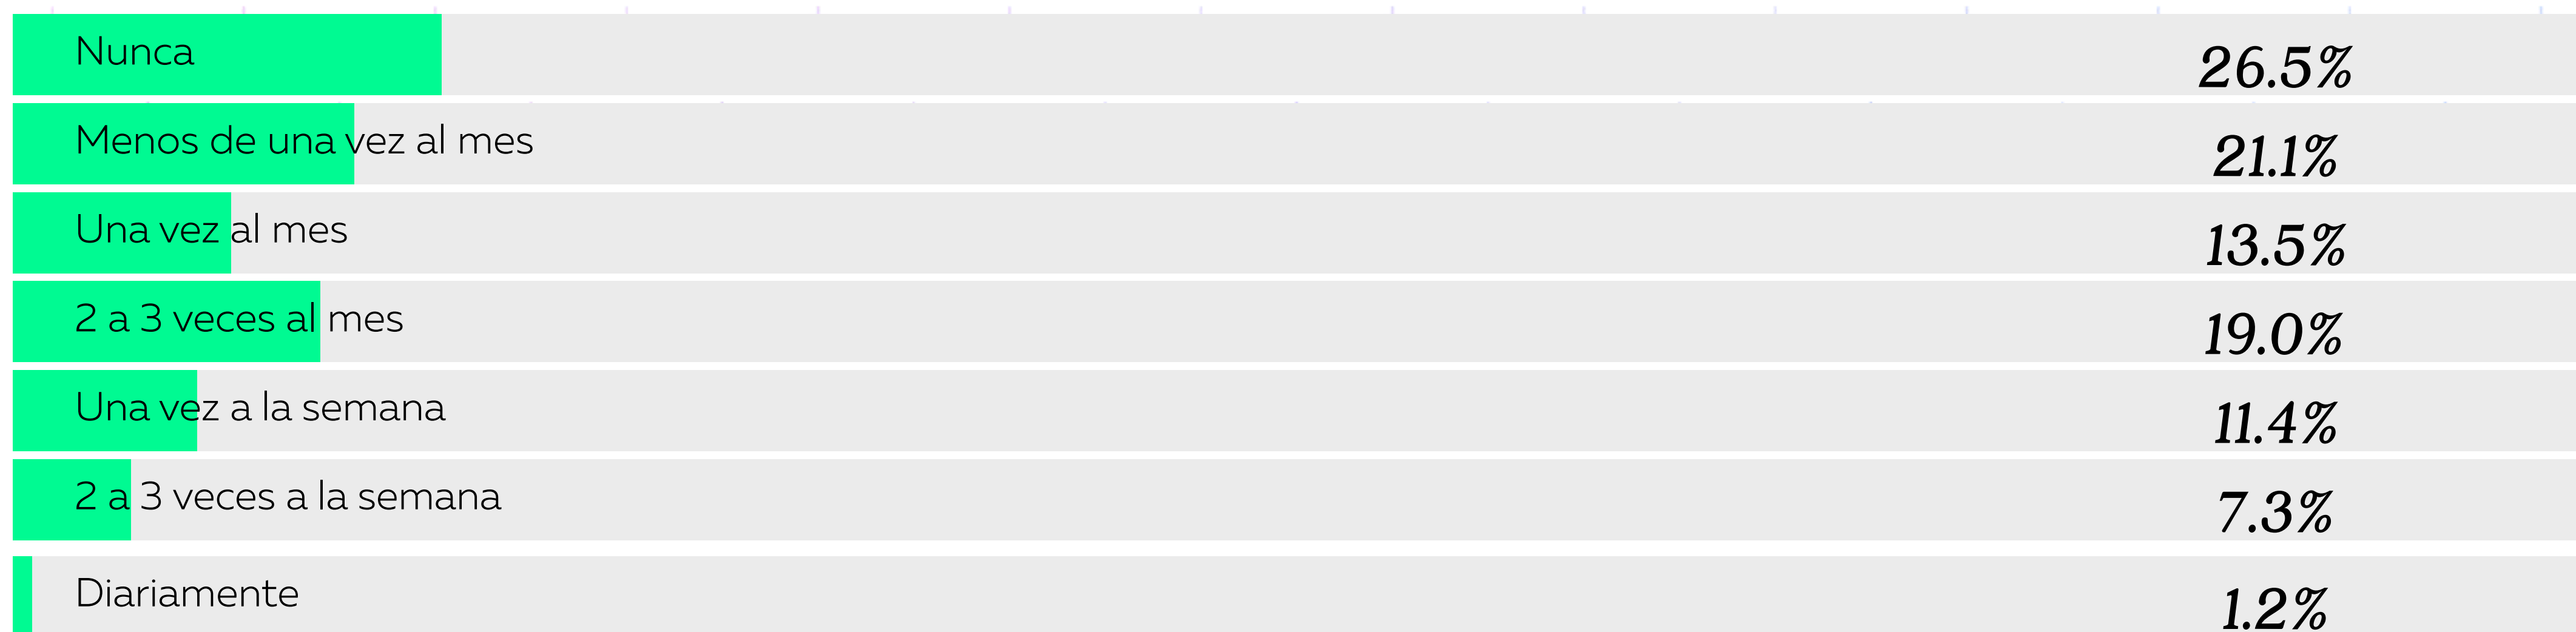 Nunca 26.5%
Menos de una vez al mes 21.1%
Una vez al mes 13.5%
2 a 3 veces al mes 19.0%
Una vez a la semana 11.4%
2 a 3 veces a la semana 7.3%
Diariamente 1.2%